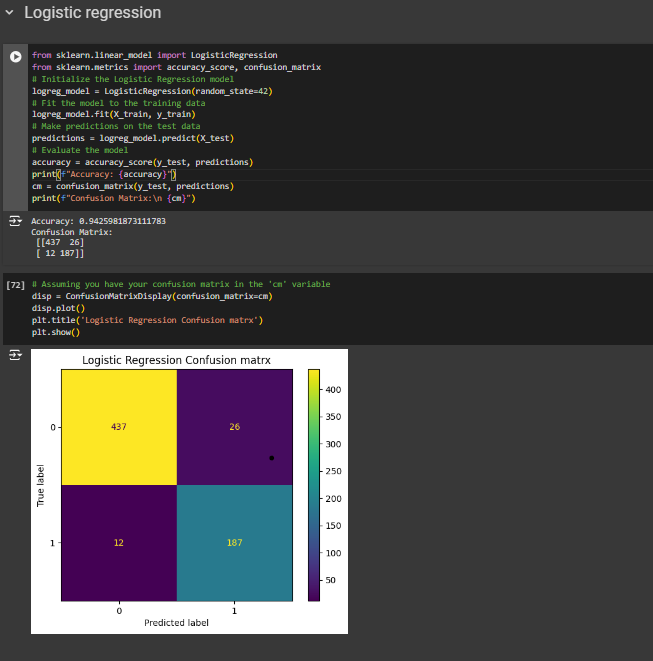 Logistic regression
from sklearn.linear_model import LogisticRegression
from sklearn.metrics import accuracy_score, confusion_matrix
# Initialize the Logistic Regression model
logreg_model = LogisticRegression(random_state=42)
# Fit the model to the training data
logreg_model.fit(X_train, y_train)
# Make predictions on the test data
predictions = logreg_model.predict(X_test)
# Evaluate the model
accuracy = accuracy_score(y_test, predictions)
print(f"Accuracy: {accuracy}")
cm = confusion_matrix(y_test, predictions)
print(f"Confusion Matrix:\n {cm}")
Accuracy: 0.9425981873111783
Confusion Matrix:
[[437 26]
[ 12 187]]
[72] # Assuming you have your confusion matrix in the 'cm' variable
disp = ConfusionMatrixDisplay(confusion_matrix=cm)
disp.plot()
plt.title('Logistic Regression Confusion matrx')
plt.show()
Logistic Regression Confusion matrx
400
350
300
250
200
150
100
50
True label
0
437 26
1
12 187
0 1
Predicted label